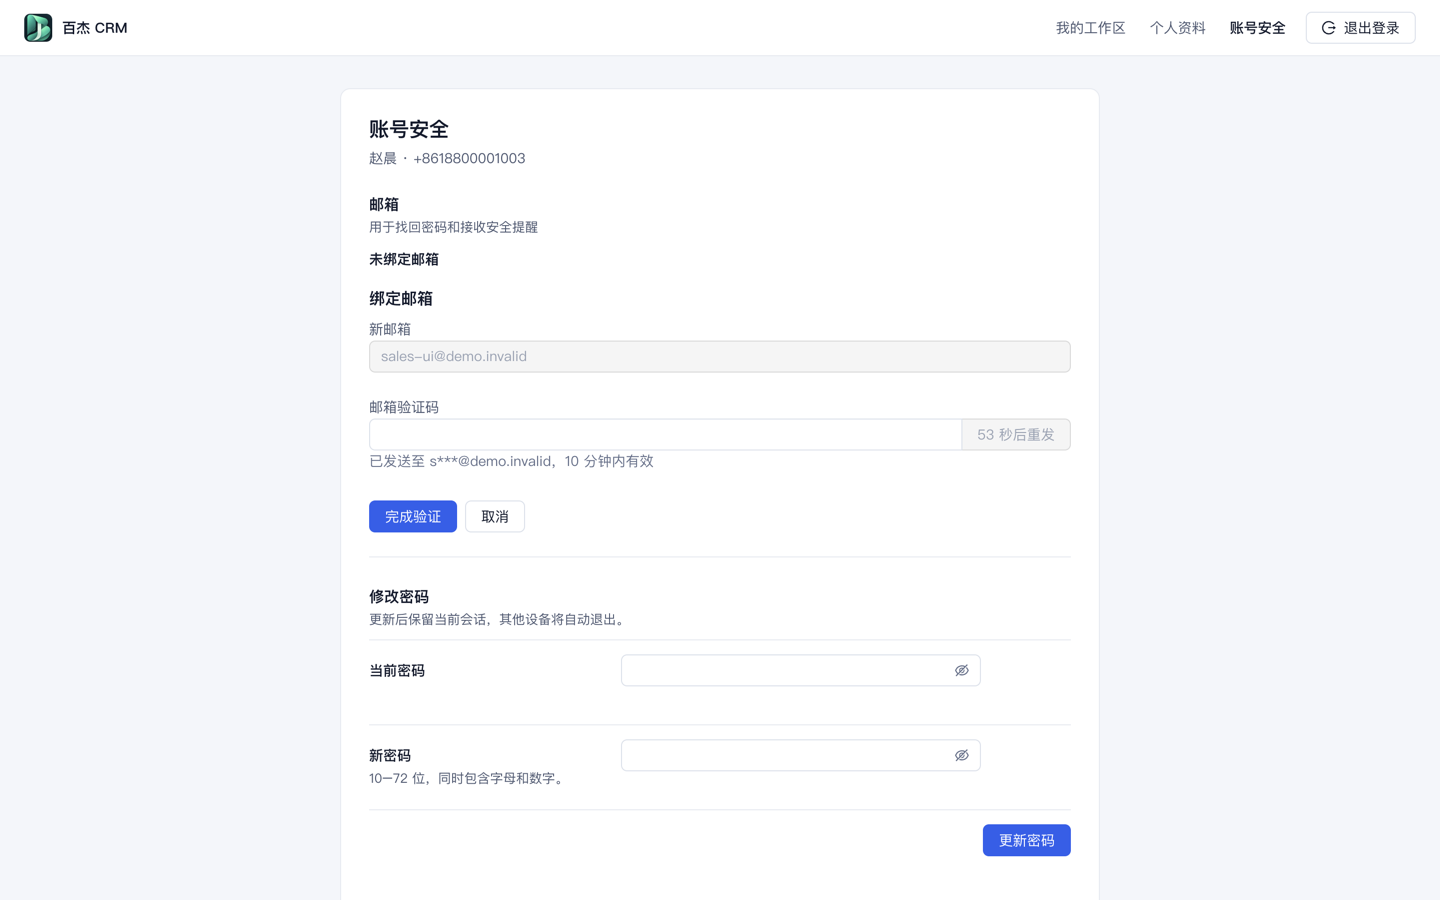 百杰 CRM
我的工作区
个人资料
账号安全
退出登录
账号安全
赵晨 · +8618800001003
邮箱
用于找回密码和接收安全提醒
未绑定邮箱
绑定邮箱
新邮箱
sales-ui@demo.invalid
邮箱验证码
53 秒后重发
已发送至 s***@demo.invalid，10 分钟内有效
完成验证
取消
修改密码
更新后保留当前会话，其他设备将自动退出。
当前密码
新密码
10–72 位，同时包含字母和数字。
更新密码